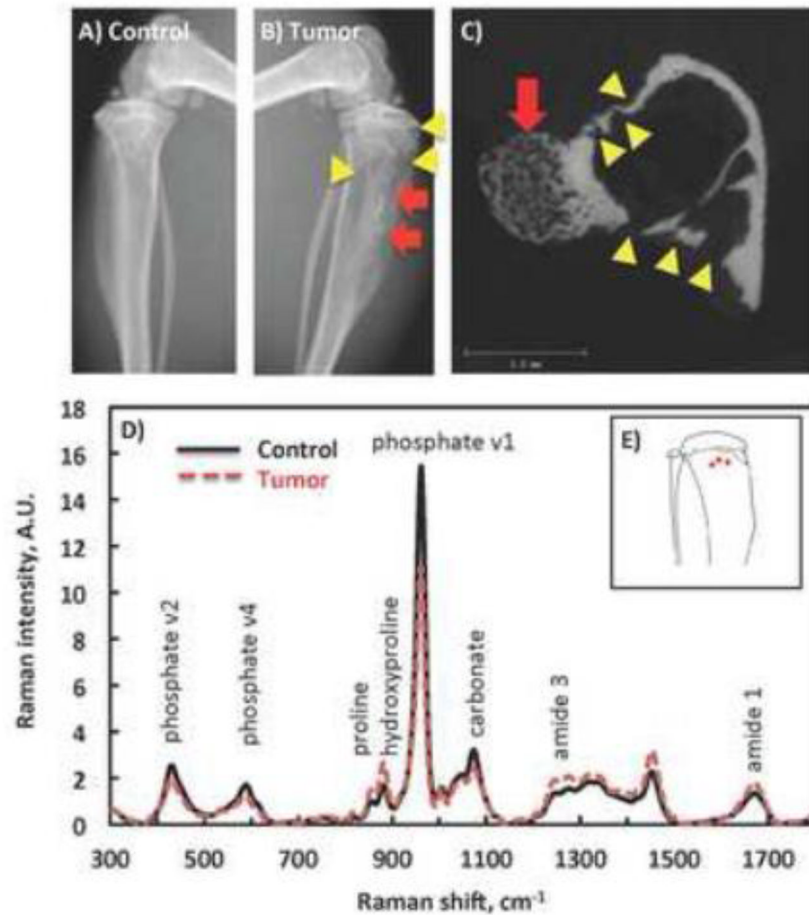 A) Control
B) Tumor
C)
D)
Control
Tumor
phosphate v1
E)
phosphate v2
phosphate v4
proline
hydroxyproline
carbonate
amide 3
amide 1
Raman intensity, A.U.
18
16
14
12
10
8
6
4
2
0
300 500 700 900 1100 1300 1500 1700
Raman shift, cm⁻¹